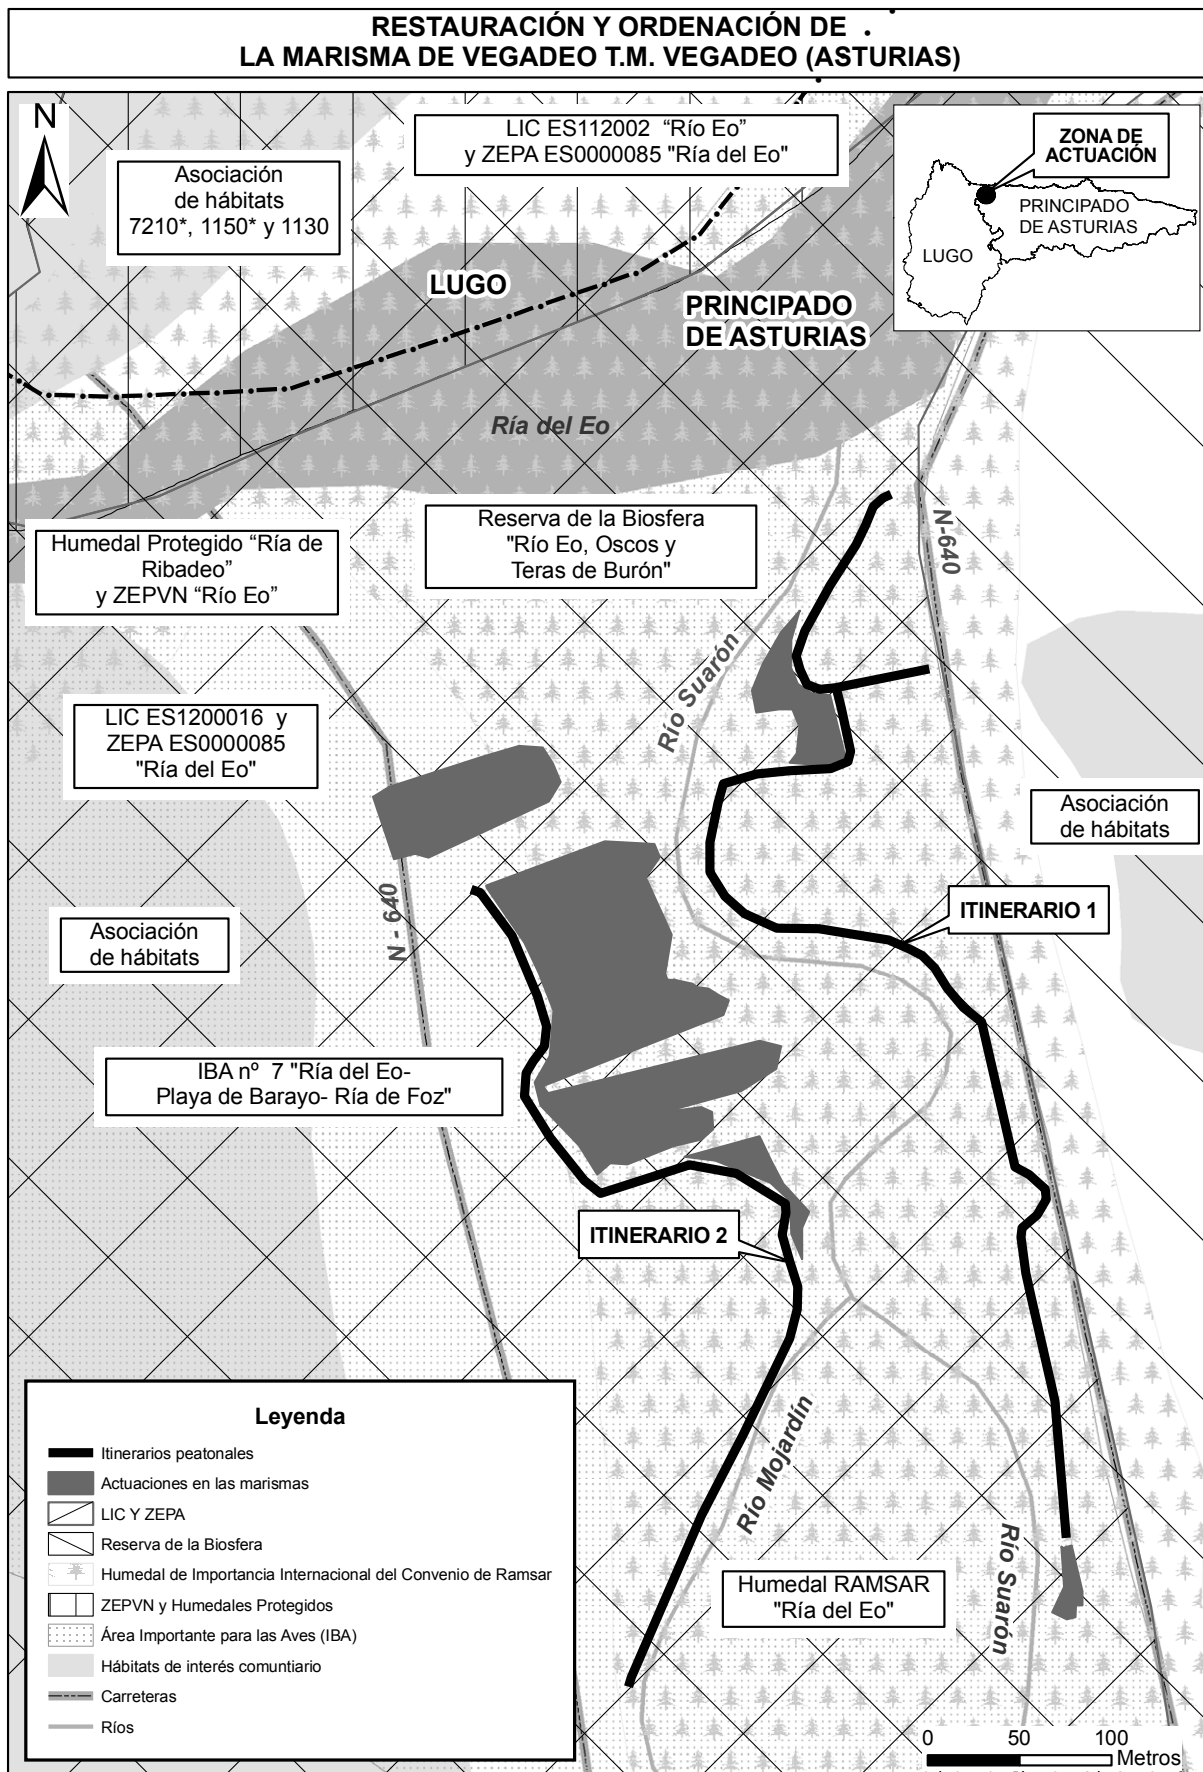 RESTAURACIÓN Y ORDENACIÓN DE
LA MARISMA DE VEGADEO T.M. VEGADEO (ASTURIAS)
N
LIC ES112002 “Río Eo”
y ZEPA ES0000085 "Ría del Eo"
ZONA DE
ACTUACIÓN
PRINCIPADO
DE ASTURIAS
LUGO
Asociación
de hábitats
7210*, 1150* y 1130
LUGO
PRINCIPADO
DE ASTURIAS
Ría del Eo
Reserva de la Biosfera
"Río Eo, Oscos y
Teras de Burón"
N-640
Humedal Protegido “Ría de
Ribadeo”
y ZEPVN “Río Eo”
Río Suarón
LIC ES1200016 y
ZEPA ES0000085
"Ría del Eo"
Asociación
de hábitats
N - 640
ITINERARIO 1
Asociación
de hábitats
IBA nº 7 "Ría del Eo-
Playa de Barayo- Ría de Foz"
ITINERARIO 2
Río Mojardín
Río Suarón
Humedal RAMSAR
"Ría del Eo"
Leyenda
Itinerarios peatonales
Actuaciones en las marismas
LIC Y ZEPA
Reserva de la Biosfera
Humedal de Importancia Internacional del Convenio de Ramsar
ZEPVN y Humedales Protegidos
Área Importante para las Aves (IBA)
Hábitats de interés comuntiario
Carreteras
Ríos
0 50 100
Metros